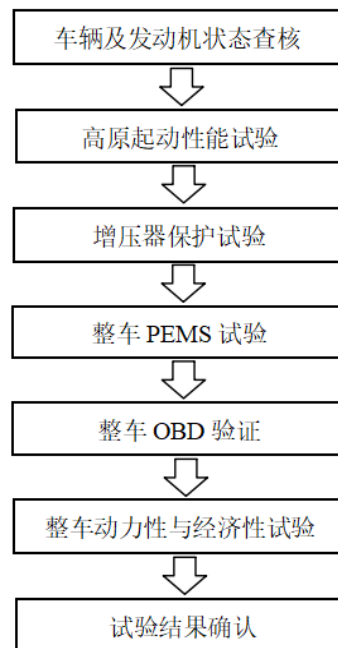 车辆及发动机状态查核
高原起动性能试验
增压器保护试验
整车 PEMS 试验
整车 OBD 验证
整车动力性与经济性试验
试验结果确认